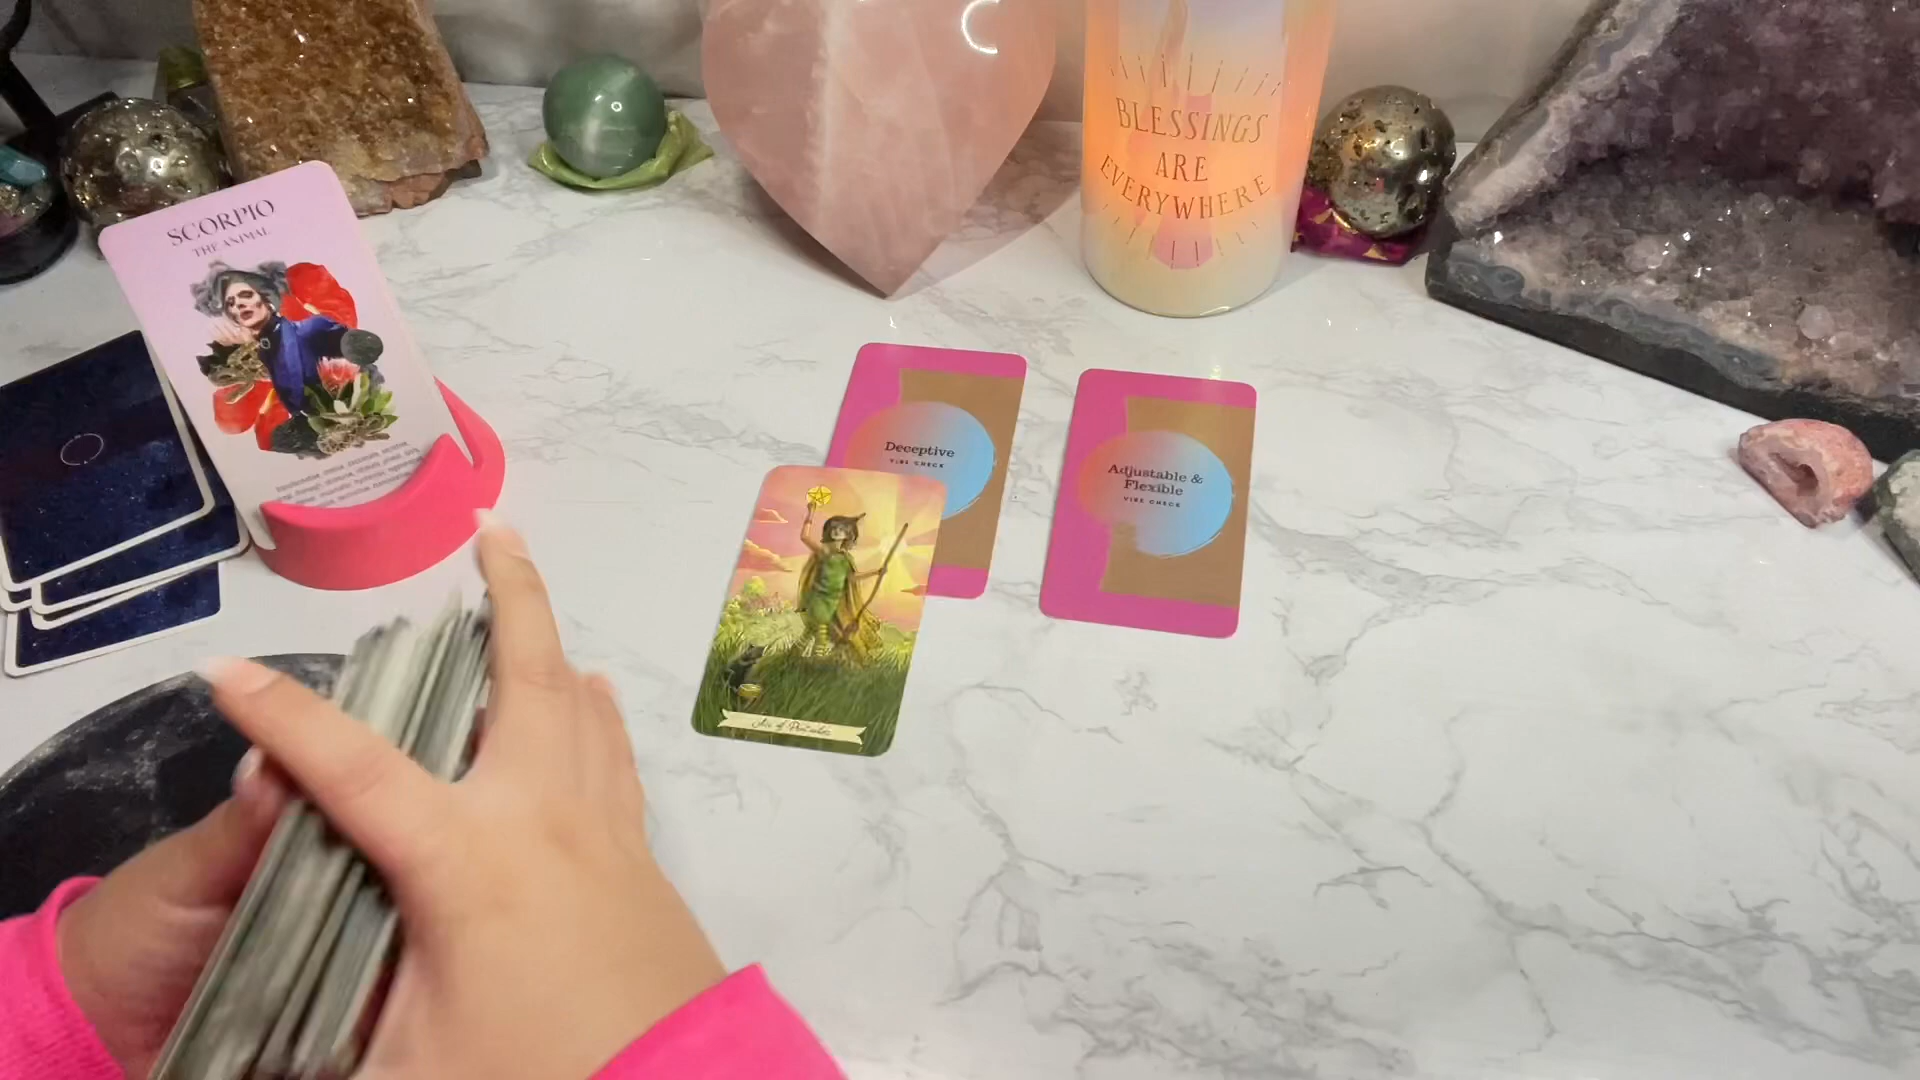 SCORPIO
THE ANIMAL
BLESSINGS
ARE
EVERYWHERE
Deceptive
VIBE CHECK
Adjustable &
Flexible
VIBE CHECK
Ace of Pentacles